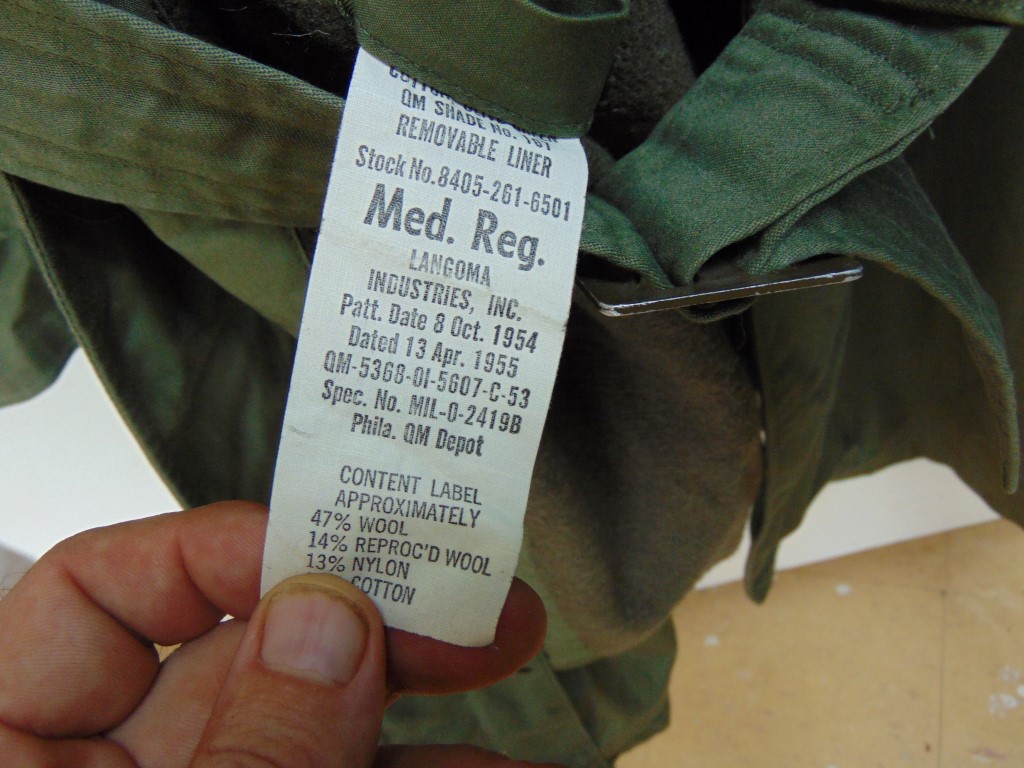 QM SHADE No. 107
REMOVABLE LINER
Stock No.8405-261-6501
Med. Reg.
LANGOMA
INDUSTRIES, INC.
Patt. Date 8 Oct. 1954
Dated 13 Apr. 1955
QM-5368-OI-5607-C-53
Spec. No. MIL-O-2419B
Phila. QM Depot
CONTENT LABEL
APPROXIMATELY
47% WOOL
14% REPROC'D WOOL
13% NYLON
COTTON